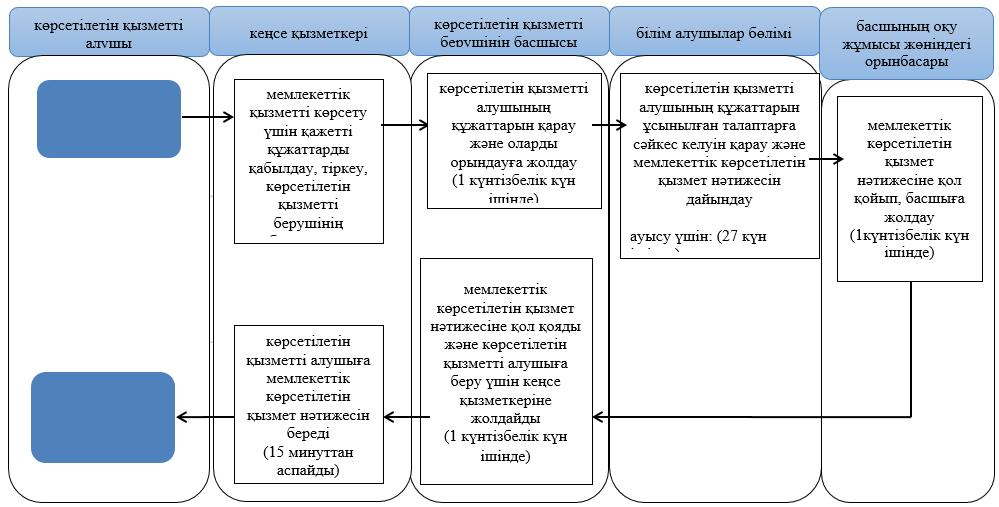 көрсетілетін қызметті
алушы
кеңсе қызметкері
көрсетілетін қызметті
берушінің басшысы
білім алушылар бөлімі
басшының оқу
жұмысы жөніндегі
орынбасары
мемлекеттік
қызметті көрсету
үшін қажетті
құжаттарды
қабылдау, тіркеу,
көрсетілетін
қызметті
берушінің
көрсетілетін қызметті
алушының
құжаттарын қарау
және оларды
орындауға жолдау
(1 күнтізбелік күн
ішінде)
көрсетілетін қызметті
алушының құжаттарын
ұсынылған талаптарға
сәйкес келуін қарау және
мемлекеттік көрсетілетін
қызмет нәтижесін
дайындау
ауысу үшін: (27 күн
мемлекеттік
көрсетілетін
қызмет
нәтижесіне қол
қойып, басшыға
жолдау
(1күнтізбелік күн
ішінде)
мемлекеттік
көрсетілетін қызмет
нәтижесіне қол қояды
және көрсетілетін
қызметті алушыға
беру үшін кеңсе
қызметкеріне
жолдайды
(1 күнтізбелік күн
ішінде)
көрсетілетін
қызметті алушыға
мемлекеттік
көрсетілетін
қызмет нәтижесін
береді
(15 минуттан
аспайды)